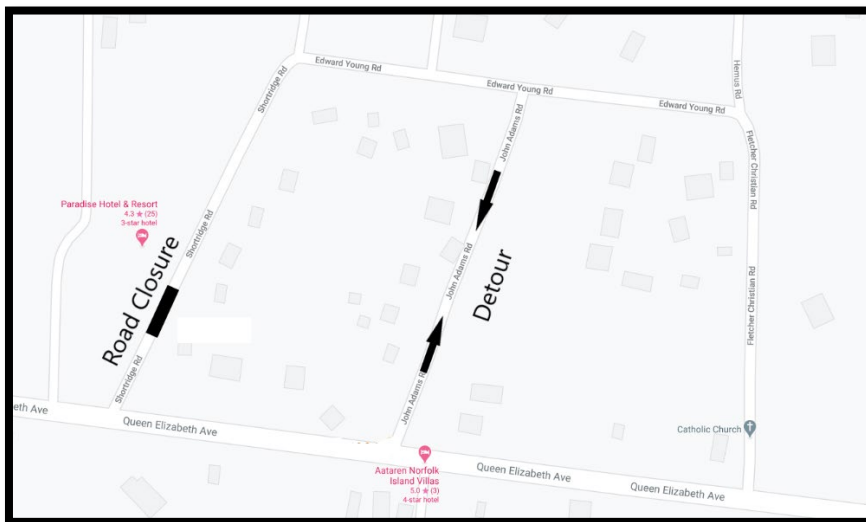 Edward Young Rd
Edward Young Rd
Edward Young Rd
Hemus Rd
Shortridge Rd
John Adams Rd
Fletcher Christian Rd
Paradise Hotel & Resort
4.3 ★ (25)
3-star hotel
Shortridge Rd
Road Closure
John Adams Rd
Detour
Fletcher Christian Rd
Shortridge Rd
John Adams Rd
eth Ave
Queen Elizabeth Ave
Catholic Church
Aataren Norfolk
Island Villas
5.0 ★ (3)
4-star hotel
Queen Elizabeth Ave
Queen Elizabeth Ave